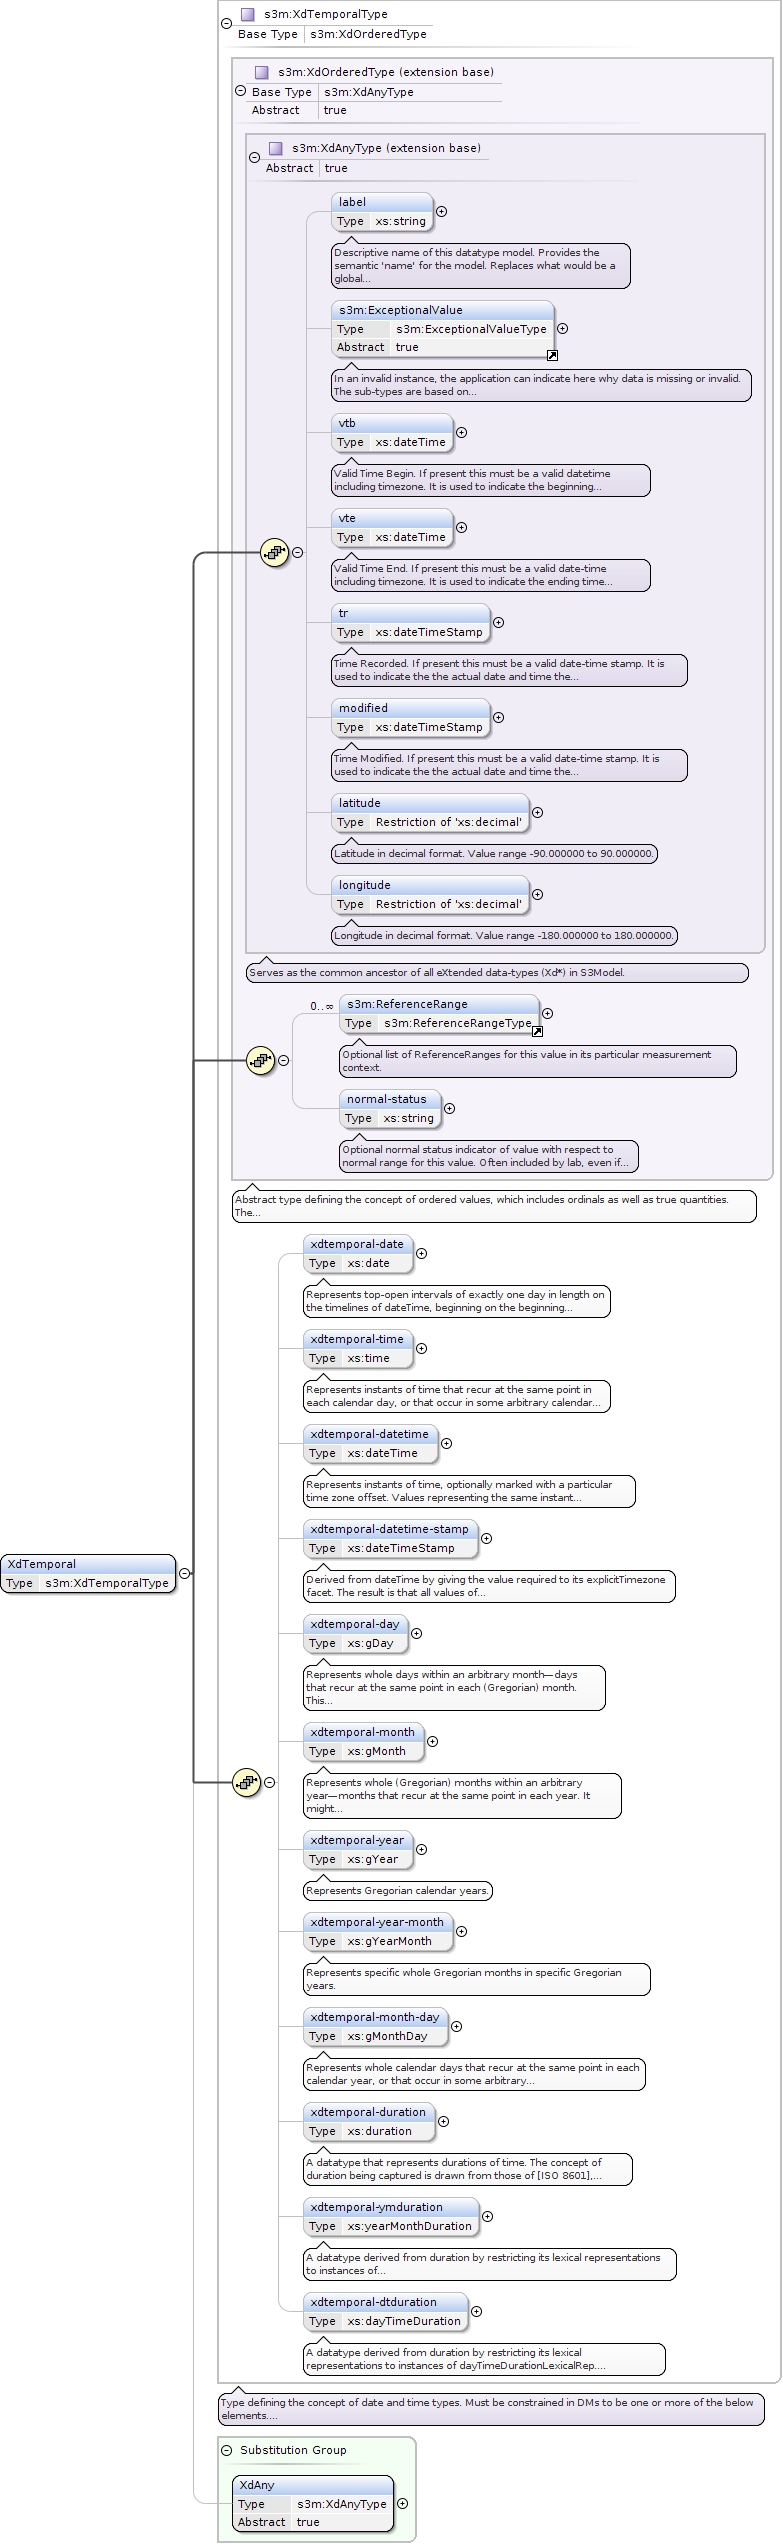 s3m:XdTemporalType
Base Type s3m:XdOrderedType
s3m:XdOrderedType (extension base)
Base Type s3m:XdAnyType
Abstract true
s3m:XdAnyType (extension base)
Abstract true
label
Type xs:string
Descriptive name of this datatype model. Provides the
semantic 'name' for the model. Replaces what would be a
global...
s3m:ExceptionalValue
Type s3m:ExceptionalValueType
Abstract true
In an invalid instance, the application can indicate here why data is missing or invalid.
The sub-types are based on...
vtb
Type xs:dateTime
Valid Time Begin. If present this must be a valid datetime
including timezone. It is used to indicate the beginning...
vte
Type xs:dateTime
Valid Time End. If present this must be a valid date-time
including timezone. It is used to indicate the ending time...
tr
Type xs:dateTimeStamp
Time Recorded. If present this must be a valid date-time stamp. It is
used to indicate the the actual date and time the...
modified
Type xs:dateTimeStamp
Time Modified. If present this must be a valid date-time stamp. It is
used to indicate the the actual date and time the...
latitude
Type Restriction of 'xs:decimal'
Latitude in decimal format. Value range -90.000000 to 90.000000.
longitude
Type Restriction of 'xs:decimal'
Longitude in decimal format. Value range -180.000000 to 180.000000.
Serves as the common ancestor of all eXtended data-types (Xd*) in S3Model.
0..∞
s3m:ReferenceRange
Type s3m:ReferenceRangeType
Optional list of ReferenceRanges for this value in its particular measurement
context.
normal-status
Type xs:string
Optional normal status indicator of value with respect to
normal range for this value. Often included by lab, even if...
Abstract type defining the concept of ordered values, which includes ordinals as well as true quantities.
The...
xdtemporal-date
Type xs:date
Represents top-open intervals of exactly one day in length on
the timelines of dateTime, beginning on the beginning...
xdtemporal-time
Type xs:time
Represents instants of time that recur at the same point in
each calendar day, or that occur in some arbitrary calendar...
xdtemporal-datetime
Type xs:dateTime
Represents instants of time, optionally marked with a particular
time zone offset. Values representing the same instant...
xdtemporal-datetime-stamp
Type xs:dateTimeStamp
Derived from dateTime by giving the value required to its explicitTimezone
facet. The result is that all values of...
XdTemporal
Type s3m:XdTemporalType
xdtemporal-day
Type xs:gDay
Represents whole days within an arbitrary month—days
that recur at the same point in each (Gregorian) month.
This...
xdtemporal-month
Type xs:gMonth
Represents whole (Gregorian) months within an arbitrary
year—months that recur at the same point in each year. It
might...
xdtemporal-year
Type xs:gYear
Represents Gregorian calendar years.
xdtemporal-year-month
Type xs:gYearMonth
Represents specific whole Gregorian months in specific Gregorian
years.
xdtemporal-month-day
Type xs:gMonthDay
Represents whole calendar days that recur at the same point in each
calendar year, or that occur in some arbitrary...
xdtemporal-duration
Type xs:duration
A datatype that represents durations of time. The concept of
duration being captured is drawn from those of [ISO 8601],...
xdtemporal-ymduration
Type xs:yearMonthDuration
A datatype derived from duration by restricting its lexical representations
to instances of...
xdtemporal-dtduration
Type xs:dayTimeDuration
A datatype derived from duration by restricting its lexical
representations to instances of dayTimeDurationLexicalRep....
Type defining the concept of date and time types. Must be constrained in DMs to be one or more of the below
elements....
Substitution Group
XdAny
Type s3m:XdAnyType
Abstract true